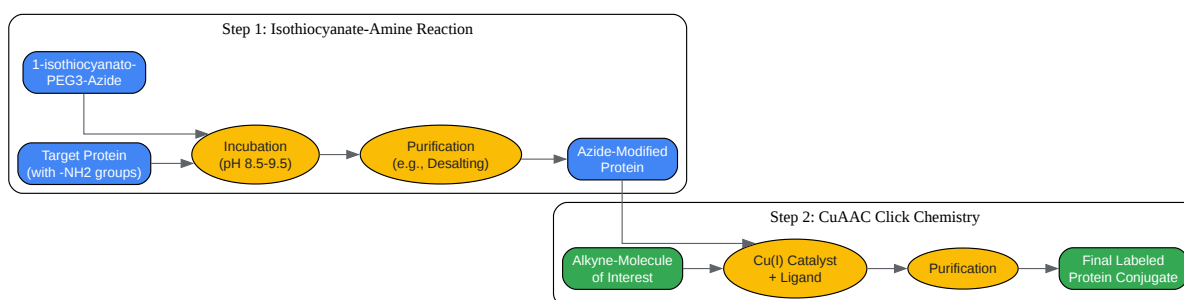 Step 1: Isothiocyanate-Amine Reaction
1-isothiocyanato-
PEG3-Azide
Target Protein
(with -NH2 groups)
Incubation
(pH 8.5-9.5)
Purification
(e.g., Desalting)
Azide-Modified
Protein
Step 2: CuAAC Click Chemistry
Alkyne-Molecule
of Interest
Cu(I) Catalyst
+ Ligand
Purification
Final Labeled
Protein Conjugate